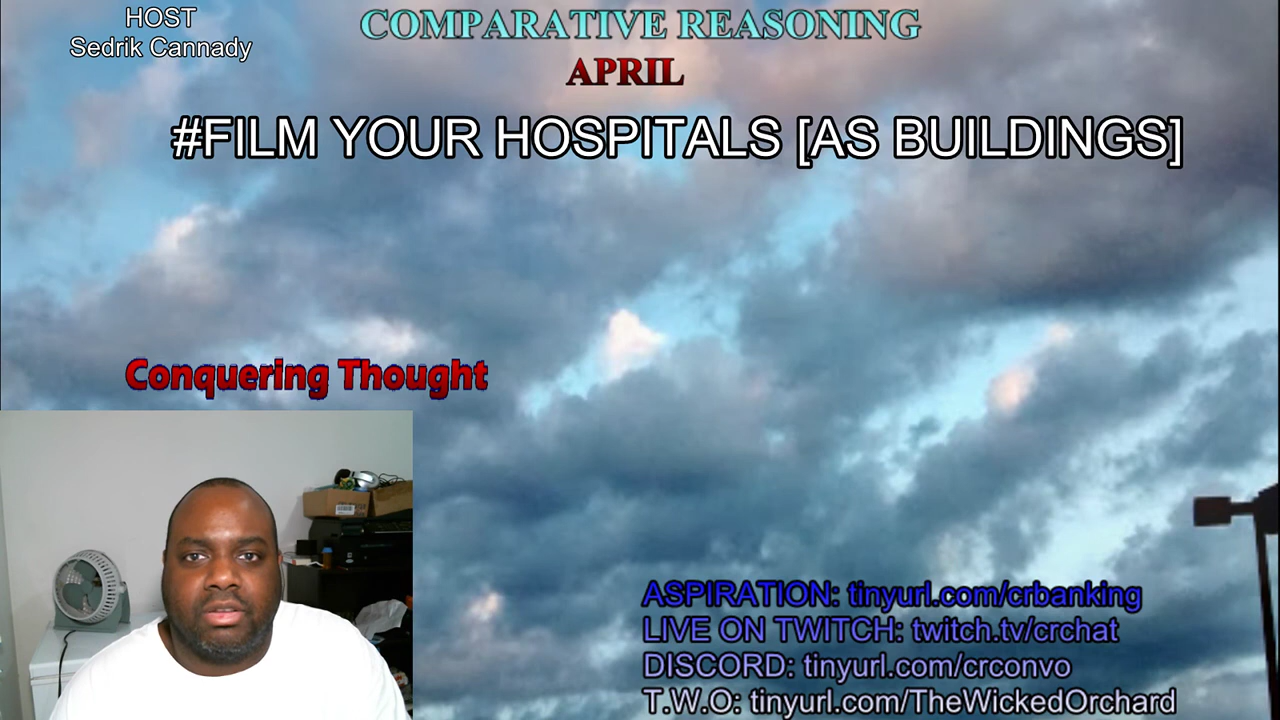 HOST
Sedrik Cannady
COMPARATIVE REASONING
APRIL
#FILM YOUR HOSPITALS [AS BUILDINGS]
Conquering Thought
ASPIRATION: tinyurl.com/crbanking
LIVE ON TWITCH: twitch.tv/crchat
DISCORD: tinyurl.com/crconvo
T.W.O: tinyurl.com/TheWickedOrchard